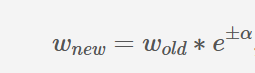 w_new = w_old * e^±α